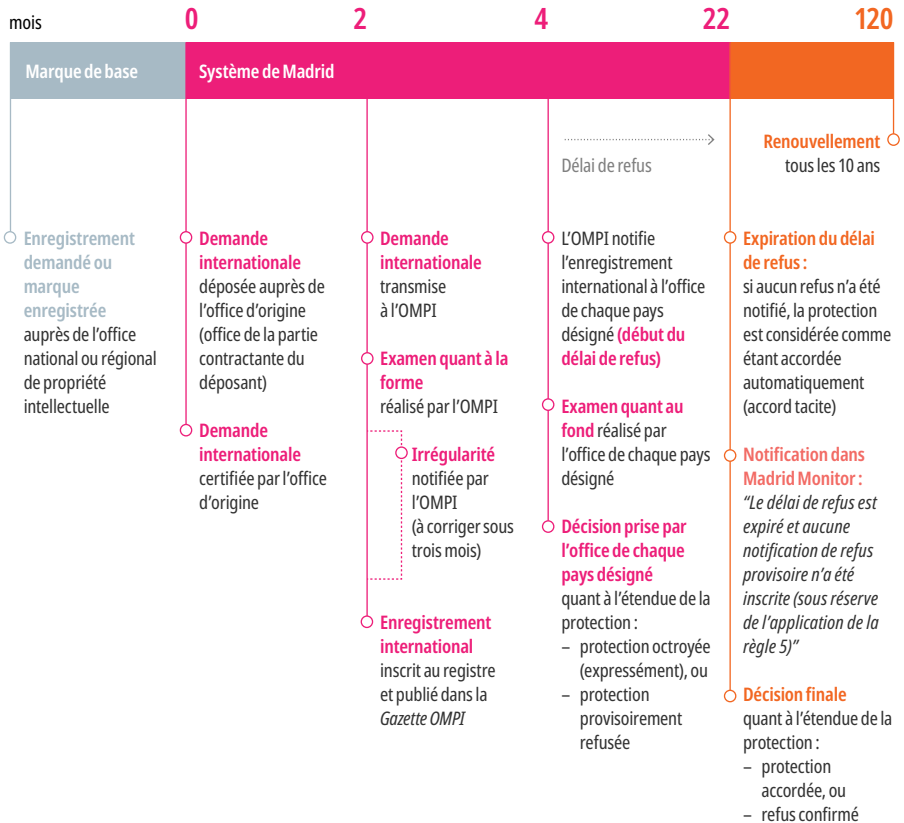 mois 0 2 4 22 120
Marque de base
Système de Madrid
Délai de refus
Renouvellement
tous les 10 ans
Enregistrement
demandé ou
marque
enregistrée
auprès de l'office
national ou régional
de propriété
intellectuelle
Demande
internationale
déposée auprès de
l'office d'origine
(office de la partie
contractante du
déposant)
Demande
internationale
certifiée par l'office
d'origine
Demande
internationale
transmise
à l'OMPI
Examen quant à la
forme
réalisé par l'OMPI
Irrégularité
notifiée par
l'OMPI
(à corriger sous
trois mois)
Enregistrement
international
inscrit au registre
et publié dans la
Gazette OMPI
L'OMPI notifie
l'enregistrement
international à l'office
de chaque pays
désigné (début du
délai de refus)
Examen quant au
fond réalisé par
l'office de chaque pays
désigné
Décision prise par
l'office de chaque
pays désigné
quant à l'étendue de la
protection :
– protection octroyée
(expressément), ou
– protection
provisoirement
refusée
Expiration du délai
de refus :
si aucun refus n'a été
notifié, la protection
est considérée comme
étant accordée
automatiquement
(accord tacite)
Notification dans
Madrid Monitor :
“Le délai de refus est
expiré et aucune
notification de refus
provisoire n'a été
inscrite (sous réserve
de l'application de la
règle 5)”
Décision finale
quant à l'étendue de la
protection :
– protection
accordée, ou
– refus confirmé